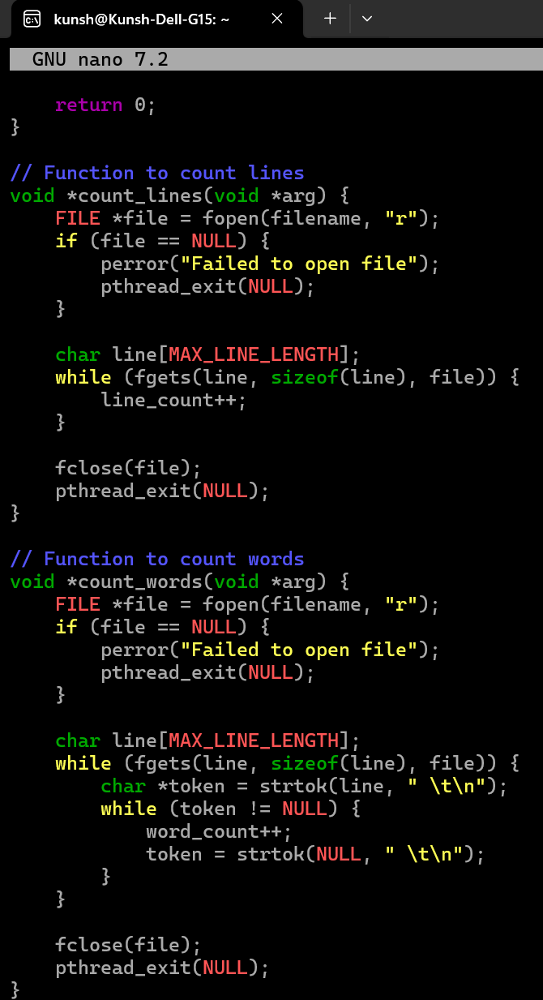 kunsh@Kunsh-Dell-G15: ~
GNU nano 7.2
    return 0;
}

// Function to count lines
void *count_lines(void *arg) {
    FILE *file = fopen(filename, "r");
    if (file == NULL) {
        perror("Failed to open file");
        pthread_exit(NULL);
    }

    char line[MAX_LINE_LENGTH];
    while (fgets(line, sizeof(line), file)) {
        line_count++;
    }

    fclose(file);
    pthread_exit(NULL);
}

// Function to count words
void *count_words(void *arg) {
    FILE *file = fopen(filename, "r");
    if (file == NULL) {
        perror("Failed to open file");
        pthread_exit(NULL);
    }

    char line[MAX_LINE_LENGTH];
    while (fgets(line, sizeof(line), file)) {
        char *token = strtok(line, " \t\n");
        while (token != NULL) {
            word_count++;
            token = strtok(NULL, " \t\n");
        }
    }

    fclose(file);
    pthread_exit(NULL);
}